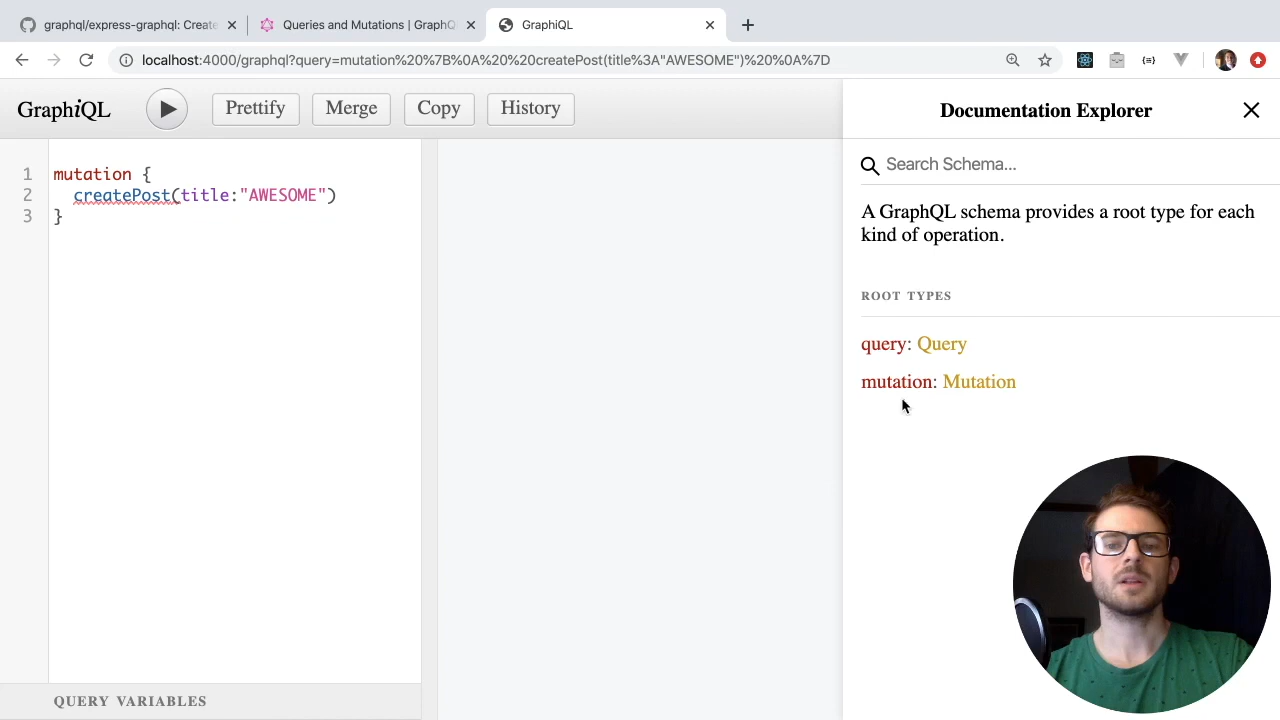 graphql/express-graphql: Create
Queries and Mutations | GraphQ
GraphiQL
localhost:4000/graphql?query=mutation%20%7B%0A%20%20createPost(title%3A"AWESOME")%20%0A%7D
GraphiQL
Prettify
Merge
Copy
History
Documentation Explorer
1 mutation {
2 createPost(title:"AWESOME")
3 }
Search Schema...
A GraphQL schema provides a root type for each
kind of operation.
ROOT TYPES
query: Query
mutation: Mutation
QUERY VARIABLES